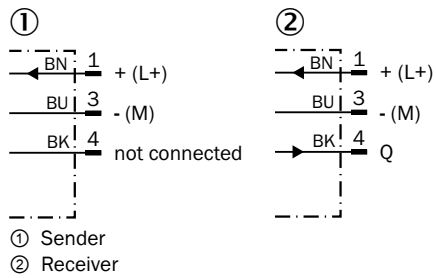 ① ②
BN 1 + (L+) BN 1 + (L+)
BU 3 - (M) BU 3 - (M)
BK 4 not connected BK 4 Q
① Sender
② Receiver